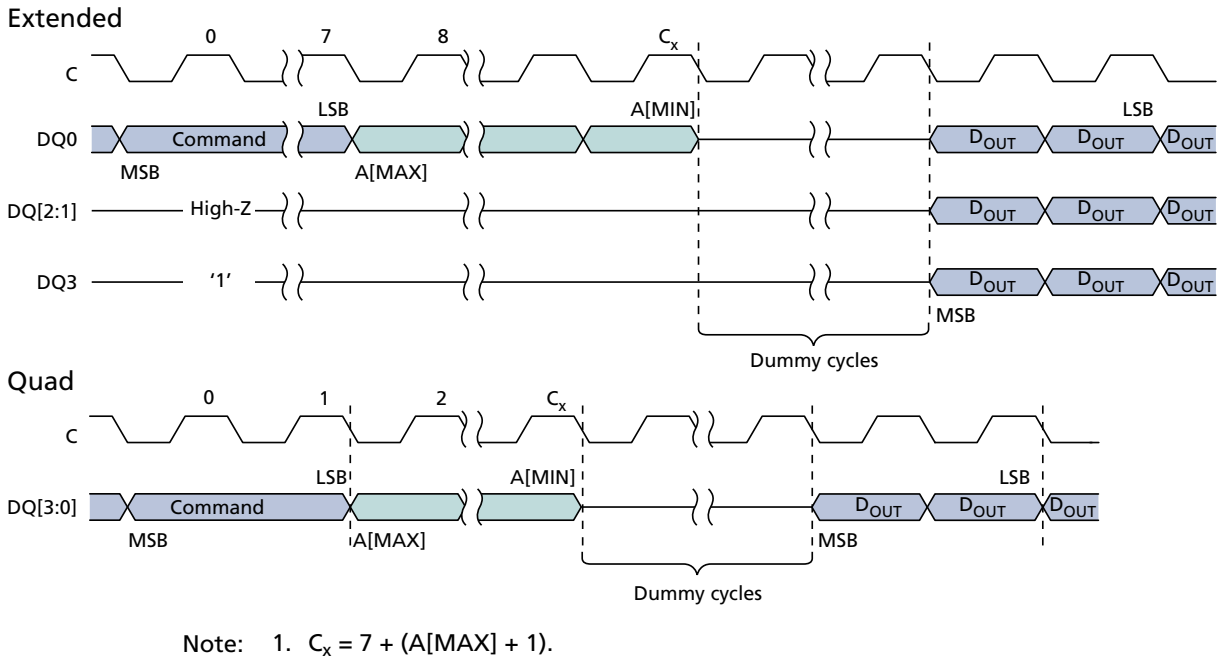 Extended
0 7 8 Cx
C
LSB A[MIN] LSB
DQ0 Command DOUT DOUT DOUT
MSB A[MAX]
DQ[2:1] High-Z DOUT DOUT DOUT
DQ3 '1' DOUT DOUT DOUT
MSB
Dummy cycles
Quad
0 1 2 Cx
C
LSB A[MIN] LSB
DQ[3:0] Command DOUT DOUT DOUT
MSB A[MAX] MSB
Dummy cycles
Note: 1. Cx = 7 + (A[MAX] + 1).